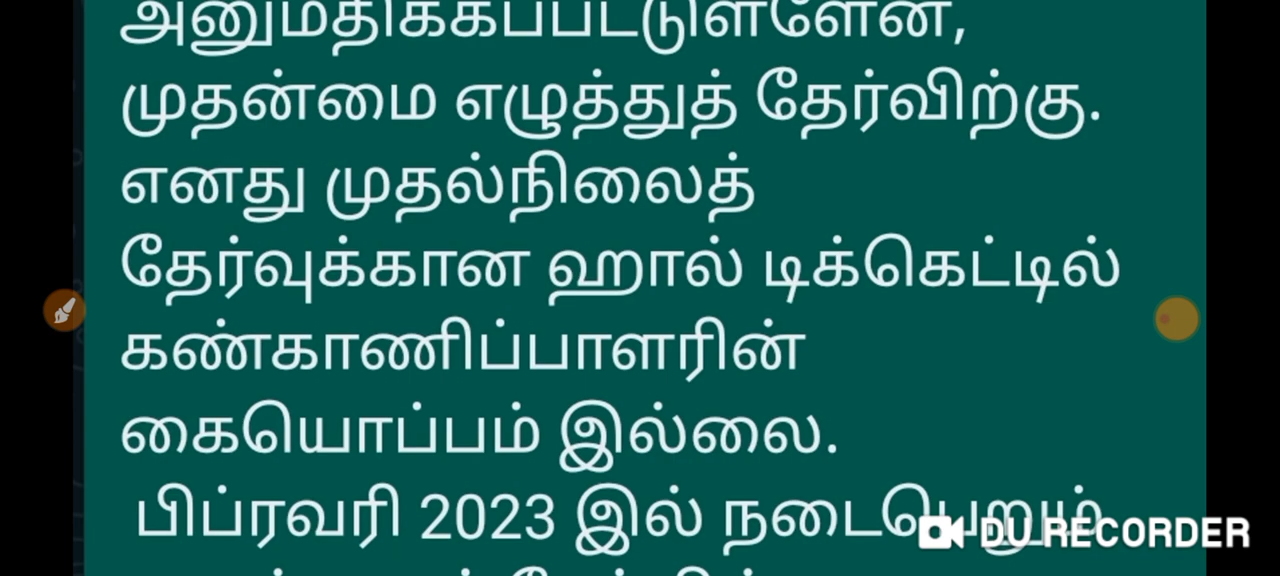 அனுமதிக்கப்பட்டுள்ளேன்,
முதன்மை எழுத்துத் தேர்விற்கு.
எனது முதல்நிலைத்
தேர்வுக்கான ஹால் டிக்கெட்டில்
கண்காணிப்பாளரின்
கையொப்பம் இல்லை.
பிப்ரவரி 2023 இல் நடைபெறும்
DU RECORDER